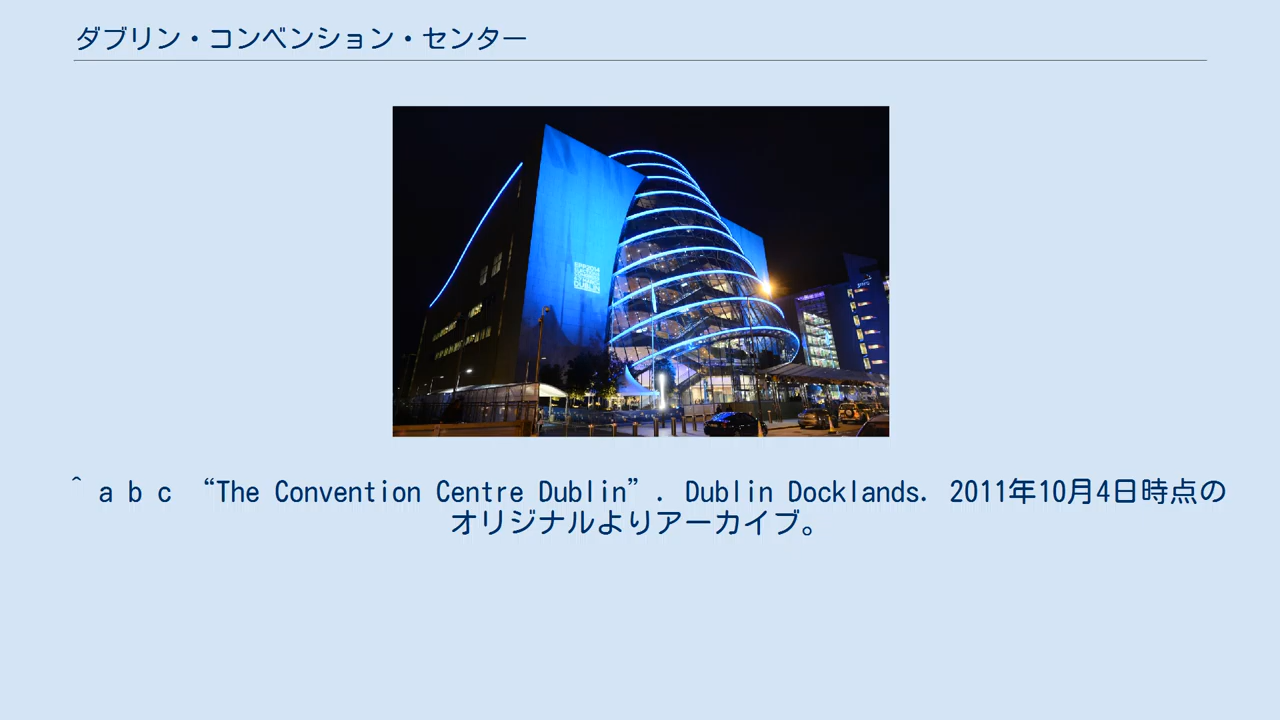 ダブリン・コンベンション・センター
^ a b c “The Convention Centre Dublin”. Dublin Docklands. 2011年10月4日時点の
オリジナルよりアーカイブ。